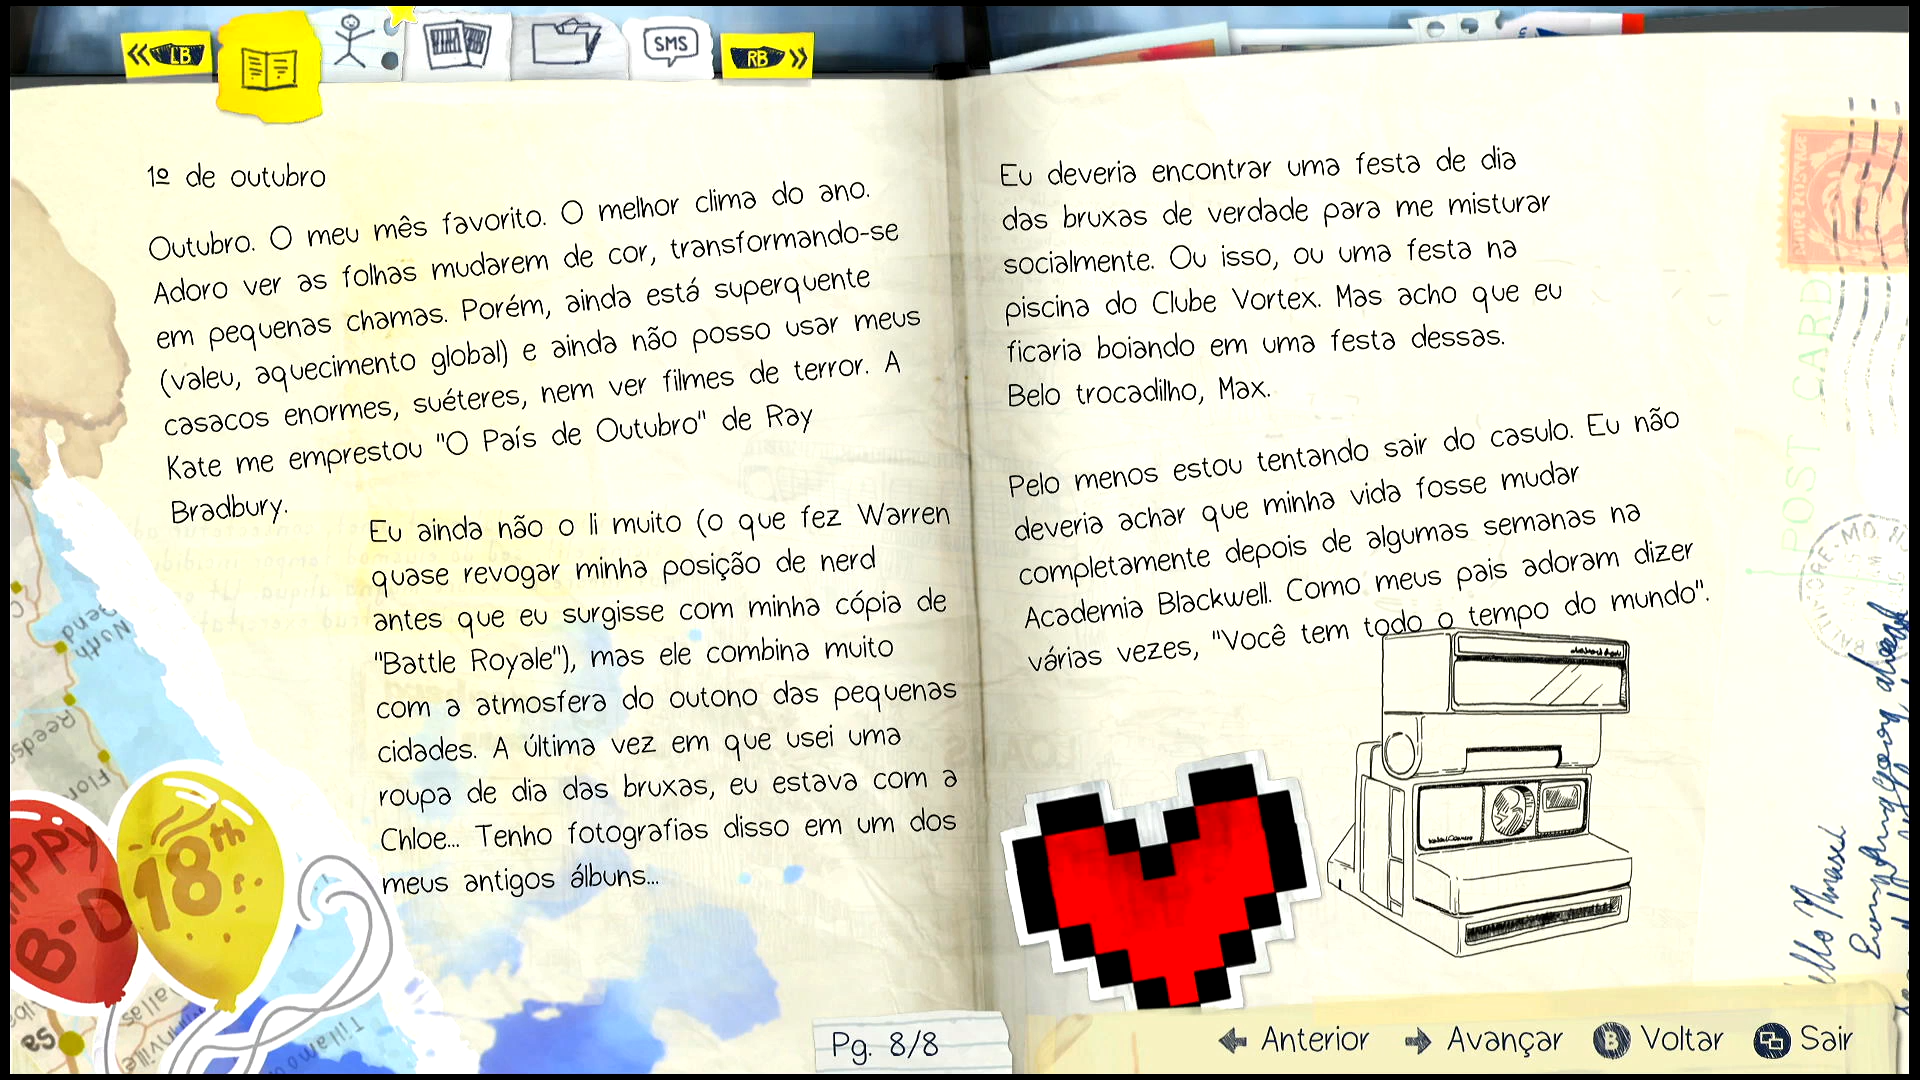 LB
SMS
RB
1º de outubro
Outubro. O meu mês favorito. O melhor clima do ano.
Adoro ver as folhas mudarem de cor, transformando-se
em pequenas chamas. Porém, ainda está superquente
(valeu, aquecimento global) e ainda não posso usar meus
casacos enormes, suéteres, nem ver filmes de terror. A
Kate me emprestou "O País de Outubro" de Ray
Bradbury.
Eu ainda não o li muito (o que fez Warren
quase revogar minha posição de nerd
antes que eu surgisse com minha cópia de
"Battle Royale"), mas ele combina muito
com a atmosfera do outono das pequenas
cidades. A última vez em que usei uma
roupa de dia das bruxas, eu estava com a
Chloe... Tenho fotografias disso em um dos
meus antigos álbuns...
B-D
18th
Eu deveria encontrar uma festa de dia
das bruxas de verdade para me misturar
socialmente. Ou isso, ou uma festa na
piscina do Clube Vortex. Mas acho que eu
ficaria boiando em uma festa dessas.
Belo trocadilho, Max.
Pelo menos estou tentando sair do casulo. Eu não
deveria achar que minha vida fosse mudar
completamente depois de algumas semanas na
Academia Blackwell. Como meus pais adoram dizer
várias vezes, "Você tem todo o tempo do mundo".
POST CARD
Pg. 8/8
Anterior
Avançar
B Voltar
Sair